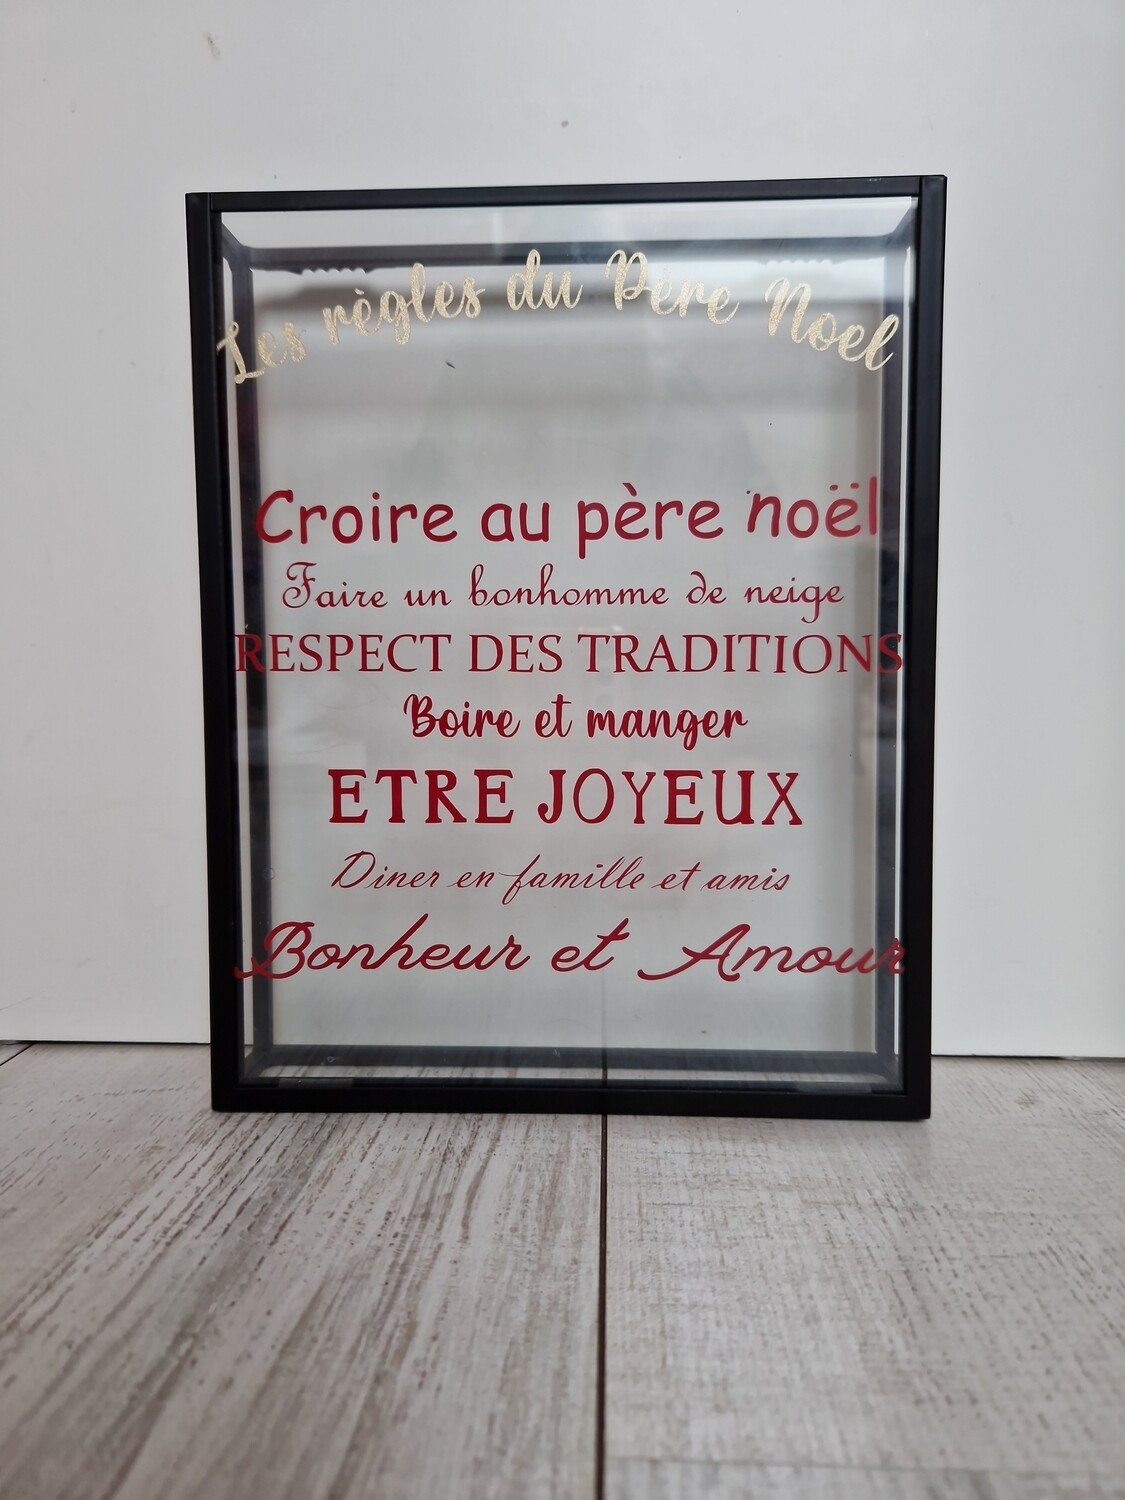 Les règles du Père Noel
Croire au père noël
Faire un bonhomme de neige
RESPECT DES TRADITIONS
Boire et manger
ETRE JOYEUX
Diner en famille et amis
Bonheur et Amour